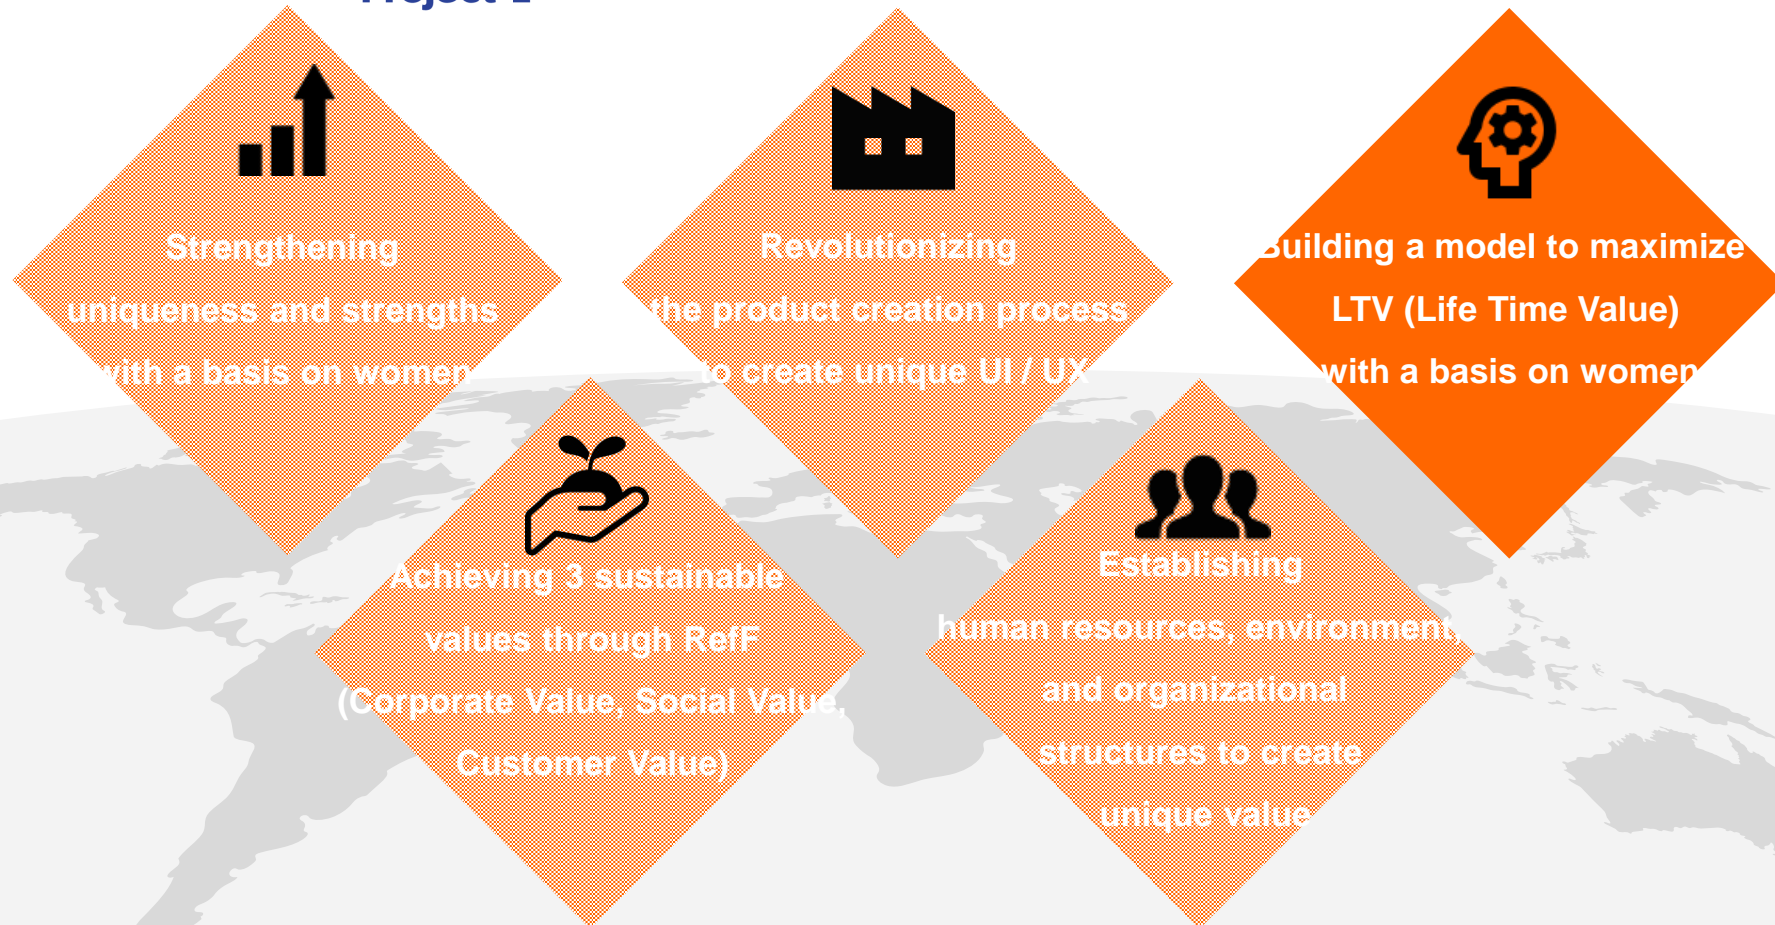 Strengthening
uniqueness and strengths
with a basis on women
Revolutionizing
the product creation process
to create unique UI / UX
Building a model to maximize
LTV (Life Time Value)
with a basis on women
Achieving 3 sustainable
values through RefF
(Corporate Value, Social Value,
Customer Value)
Establishing
human resources, environment,
and organizational
structures to create
unique value